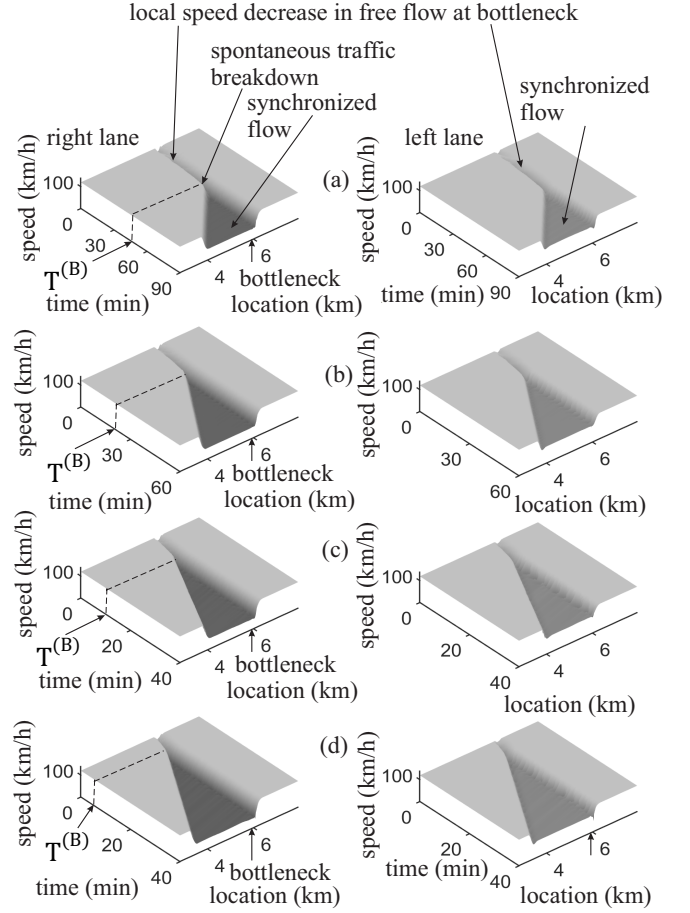 local speed decrease in free flow at bottleneck
spontaneous traffic
breakdown
synchronized
flow
synchronized
flow
right lane
left lane
(a)
speed (km/h)
100
0
30
60
90
T(B)
time (min)
4
6
bottleneck
location (km)
speed (km/h)
100
0
30
60
90
time (min)
4
6
location (km)
(b)
speed (km/h)
100
0
30
60
T(B)
time (min)
4
6
bottleneck
location (km)
speed (km/h)
100
0
30
60
4
6
location (km)
(c)
speed (km/h)
100
0
20
40
T(B)
time (min)
4
6
bottleneck
location (km)
speed (km/h)
100
0
20
40
4
6
location (km)
(d)
speed (km/h)
100
0
20
40
T(B)
time (min)
4
6
bottleneck
location (km)
speed (km/h)
100
0
20
40
time (min)
4
6
location (km)